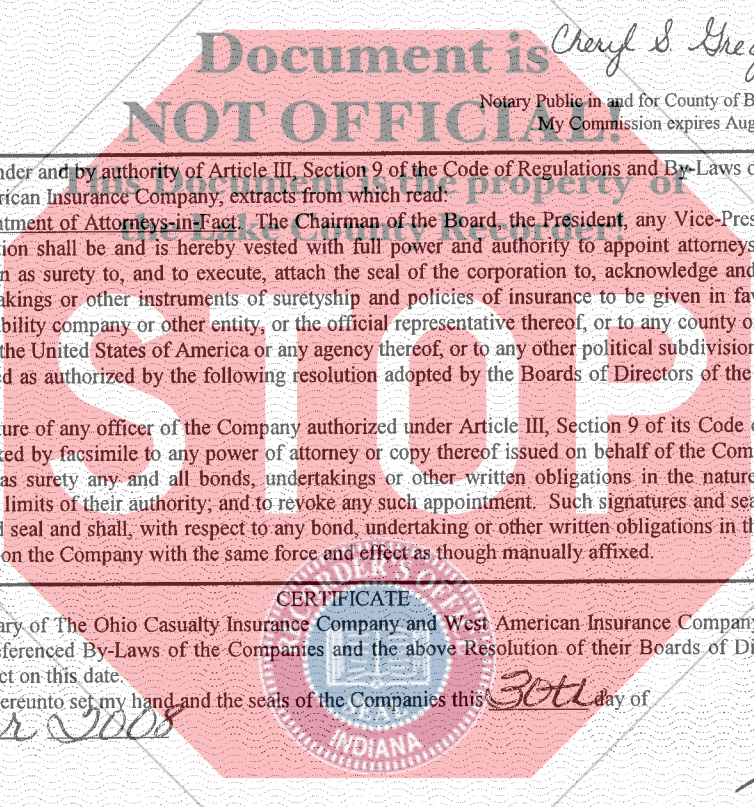 Document is
NOT OFFICIAL!
This Document is the property of
the Lake County Recorder!
STOP
Cheryl S Greg
Notary Public in and for County of B
My Commission expires Aug
nder and by authority of Article III, Section 9 of the Code of Regulations and By-Laws o
rican Insurance Company, extracts from which read:
ntment of Attorneys-in-Fact. The Chairman of the Board, the President, any Vice-Pres
tion shall be and is hereby vested with full power and authority to appoint attorneys
n as surety to, and to execute, attach the seal of the corporation to, acknowledge and
akings or other instruments of suretyship and policies of insurance to be given in fav
bility company or other entity, or the official representative thereof, or to any county o
the United States of America or any agency thereof, or to any other political subdivision
d as authorized by the following resolution adopted by the Boards of Directors of the
ure of any officer of the Company authorized under Article III, Section 9 of its Code
xed by facsimile to any power of attorney or copy thereof issued on behalf of the Com
as surety any and all bonds, undertakings or other written obligations in the nature
limits of their authority; and to revoke any such appointment. Such signatures and sea
d seal and shall, with respect to any bond, undertaking or other written obligations in th
on the Company with the same force and effect as though manually affixed.
CERTIFICATE
ary of The Ohio Casualty Insurance Company and West American Insurance Company
eferenced By-Laws of the Companies and the above Resolution of their Boards of Di
ct on this date.
ereunto set my hand and the seals of the Companies this 30th day of
r 2008
RECORDER'S OFFICE
SEAL
INDIANA